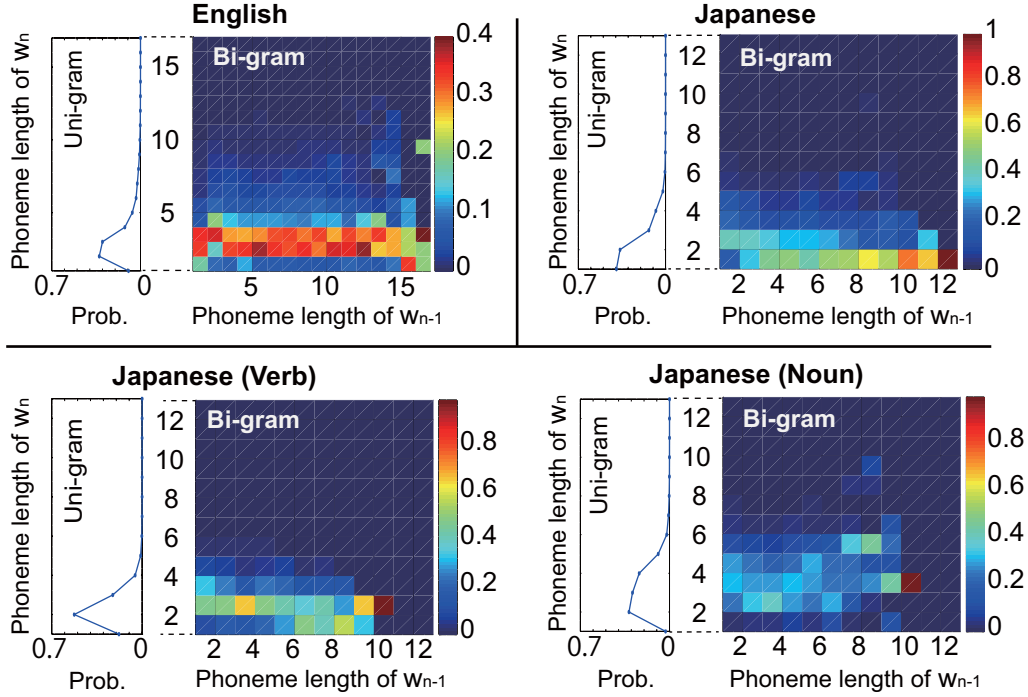 English
Phoneme length of wn
Uni-gram
Bi-gram
15
10
5
0.4
0.3
0.2
0.1
0
0.7
0
5
10
15
Prob.
Phoneme length of wn-1
Japanese
Phoneme length of wn
Uni-gram
Bi-gram
12
10
8
6
4
2
1
0.8
0.6
0.4
0.2
0
0.7
0
2
4
6
8
10
12
Prob.
Phoneme length of wn-1
Japanese (Verb)
Phoneme length of wn
Uni-gram
Bi-gram
12
10
8
6
4
2
0.8
0.6
0.4
0.2
0
0.7
0
2
4
6
8
10
12
Prob.
Phoneme length of wn-1
Japanese (Noun)
Phoneme length of wn
Uni-gram
Bi-gram
12
10
8
6
4
2
0.8
0.6
0.4
0.2
0
0.7
0
2
4
6
8
10
12
Prob.
Phoneme length of wn-1